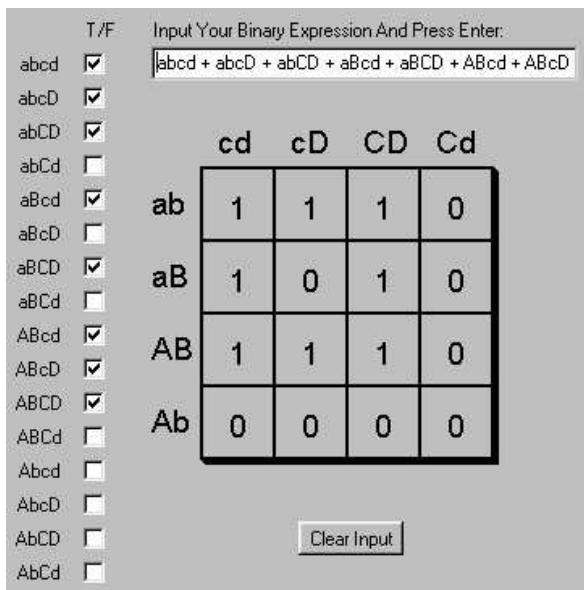 T/F
abcd
abcD
abCD
abCd
aBcd
aBcD
aBCD
aBCd
ABcd
ABcD
ABCD
ABCd
Abcd
AbcD
AbCD
AbCd
Input Your Binary Expression And Press Enter:
abcd + abcD + abCD + aBcd + aBCD + ABcd + ABcD
cd cD CD Cd
ab 1 1 1 0
aB 1 0 1 0
AB 1 1 1 0
Ab 0 0 0 0
Clear Input